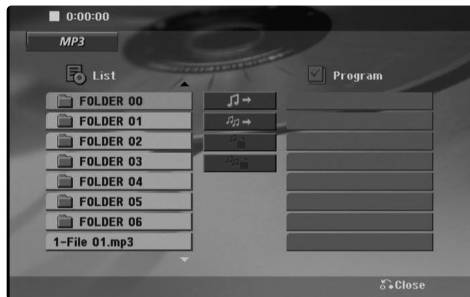 0:00:00
MP3
List
Program
FOLDER 00
FOLDER 01
FOLDER 02
FOLDER 03
FOLDER 04
FOLDER 05
FOLDER 06
1-File 01.mp3
Close